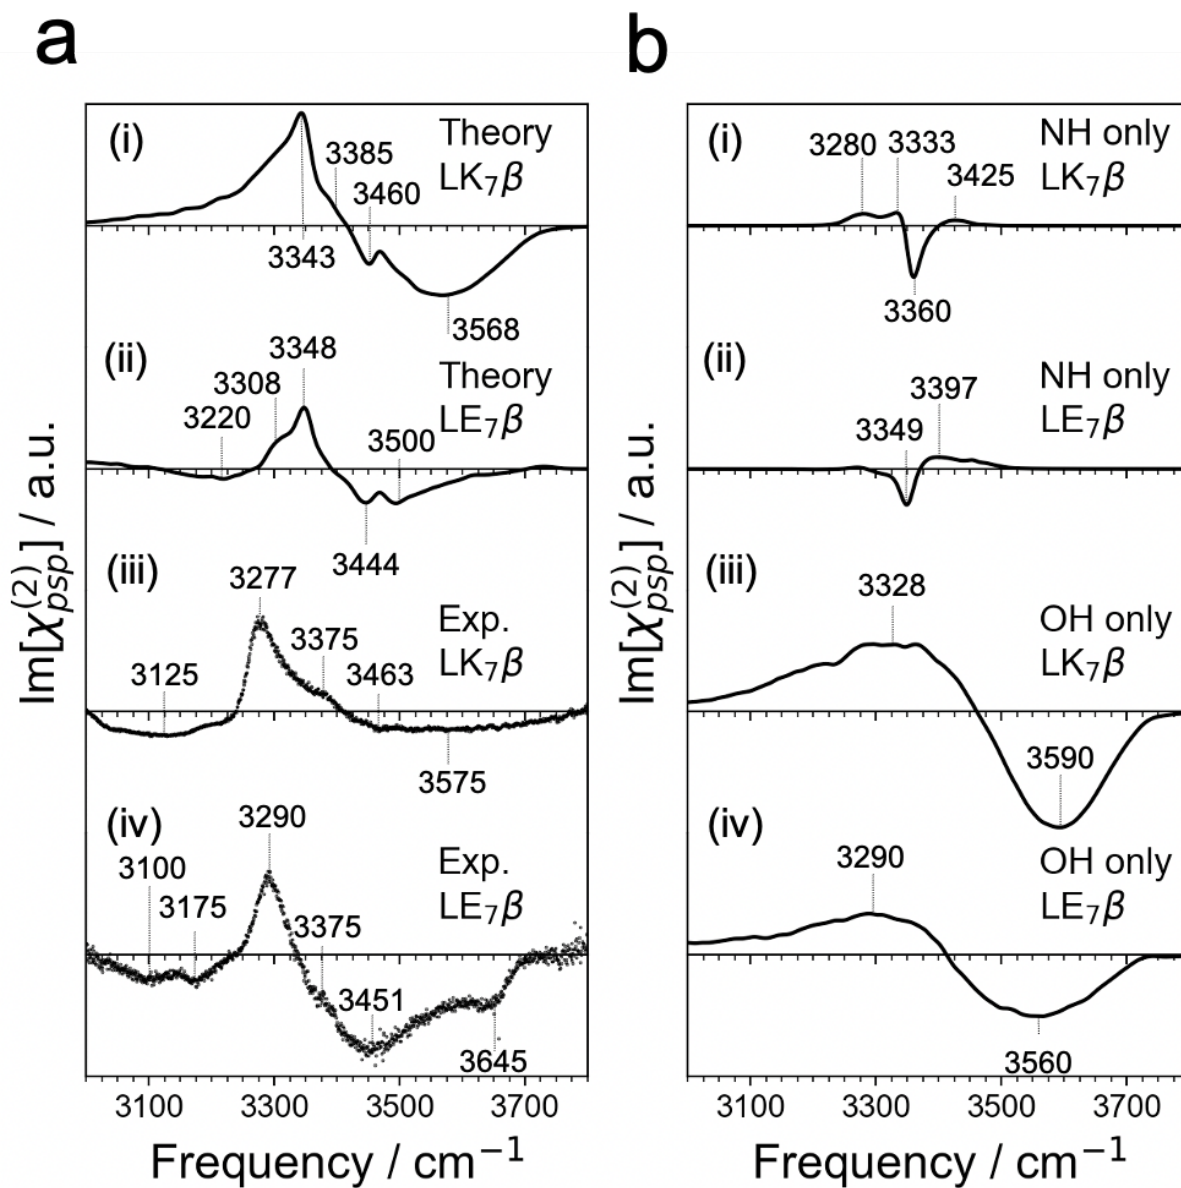 a
b
Im[χ(2)psp] / a.u.
(i)
Theory
LK7β
3385
3460
3343
3568
(ii)
Theory
LE7β
3348
3308
3220
3500
3444
(iii)
Exp.
LK7β
3277
3375
3125
3463
3575
(iv)
Exp.
LE7β
3290
3100
3175
3375
3451
3645
3100 3300 3500 3700
Frequency / cm−1
Im[χ(2)psp] / a.u.
(i)
NH only
LK7β
3280 3333
3425
3360
(ii)
NH only
LE7β
3397
3349
(iii)
OH only
LK7β
3328
3590
(iv)
OH only
LE7β
3290
3560
3100 3300 3500 3700
Frequency / cm−1